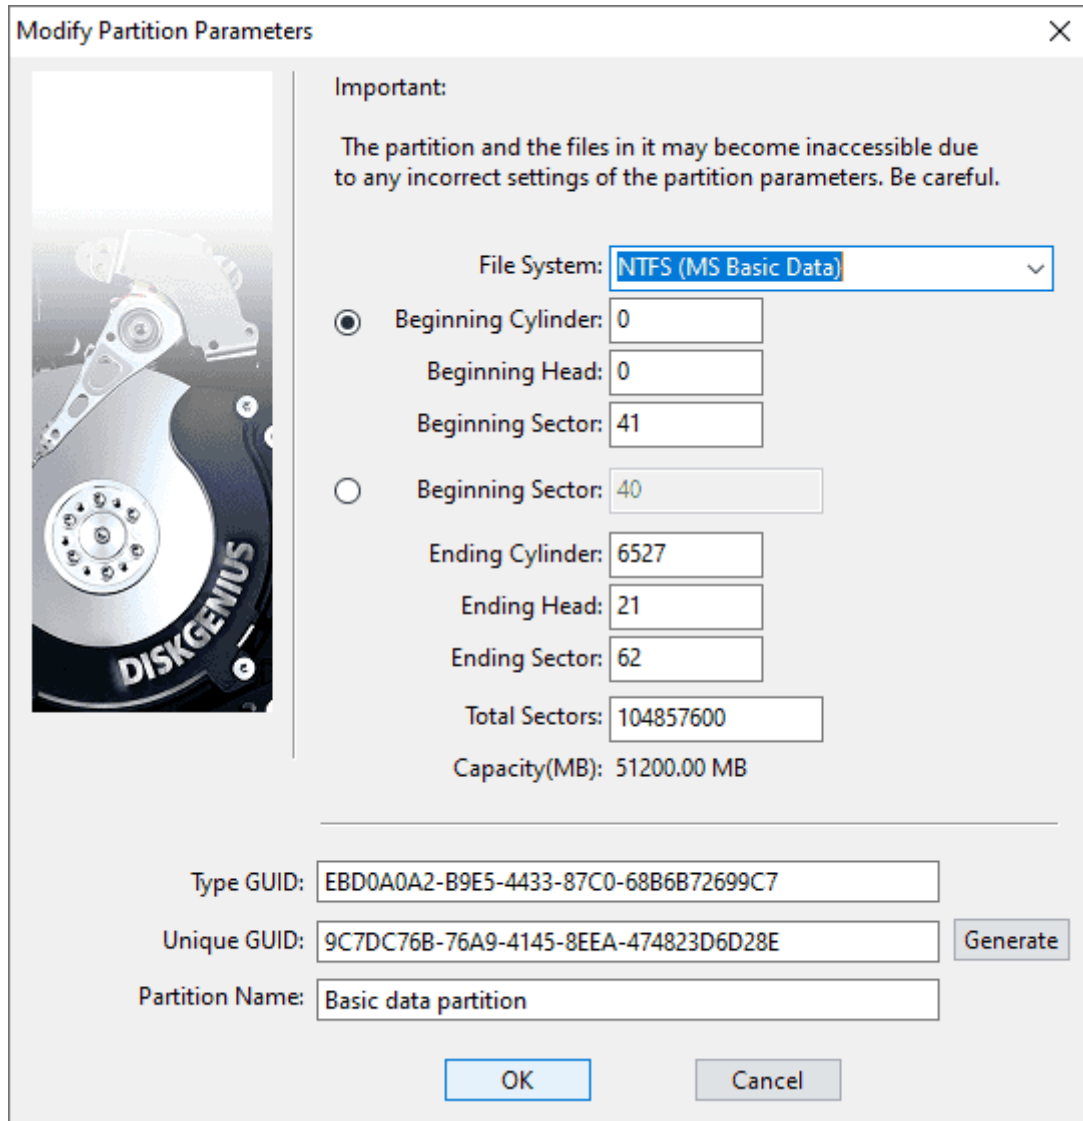 Modify Partition Parameters
Important:
The partition and the files in it may become inaccessible due
to any incorrect settings of the partition parameters. Be careful.
File System: NTFS (MS Basic Data)
Beginning Cylinder: 0
Beginning Head: 0
Beginning Sector: 41
Beginning Sector: 40
Ending Cylinder: 6527
Ending Head: 21
Ending Sector: 62
Total Sectors: 104857600
Capacity(MB): 51200.00 MB
DISKGENIUS
Type GUID: EBD0A0A2-B9E5-4433-87C0-68B6B72699C7
Unique GUID: 9C7DC76B-76A9-4145-8EEA-474823D6D28E Generate
Partition Name: Basic data partition
OK Cancel